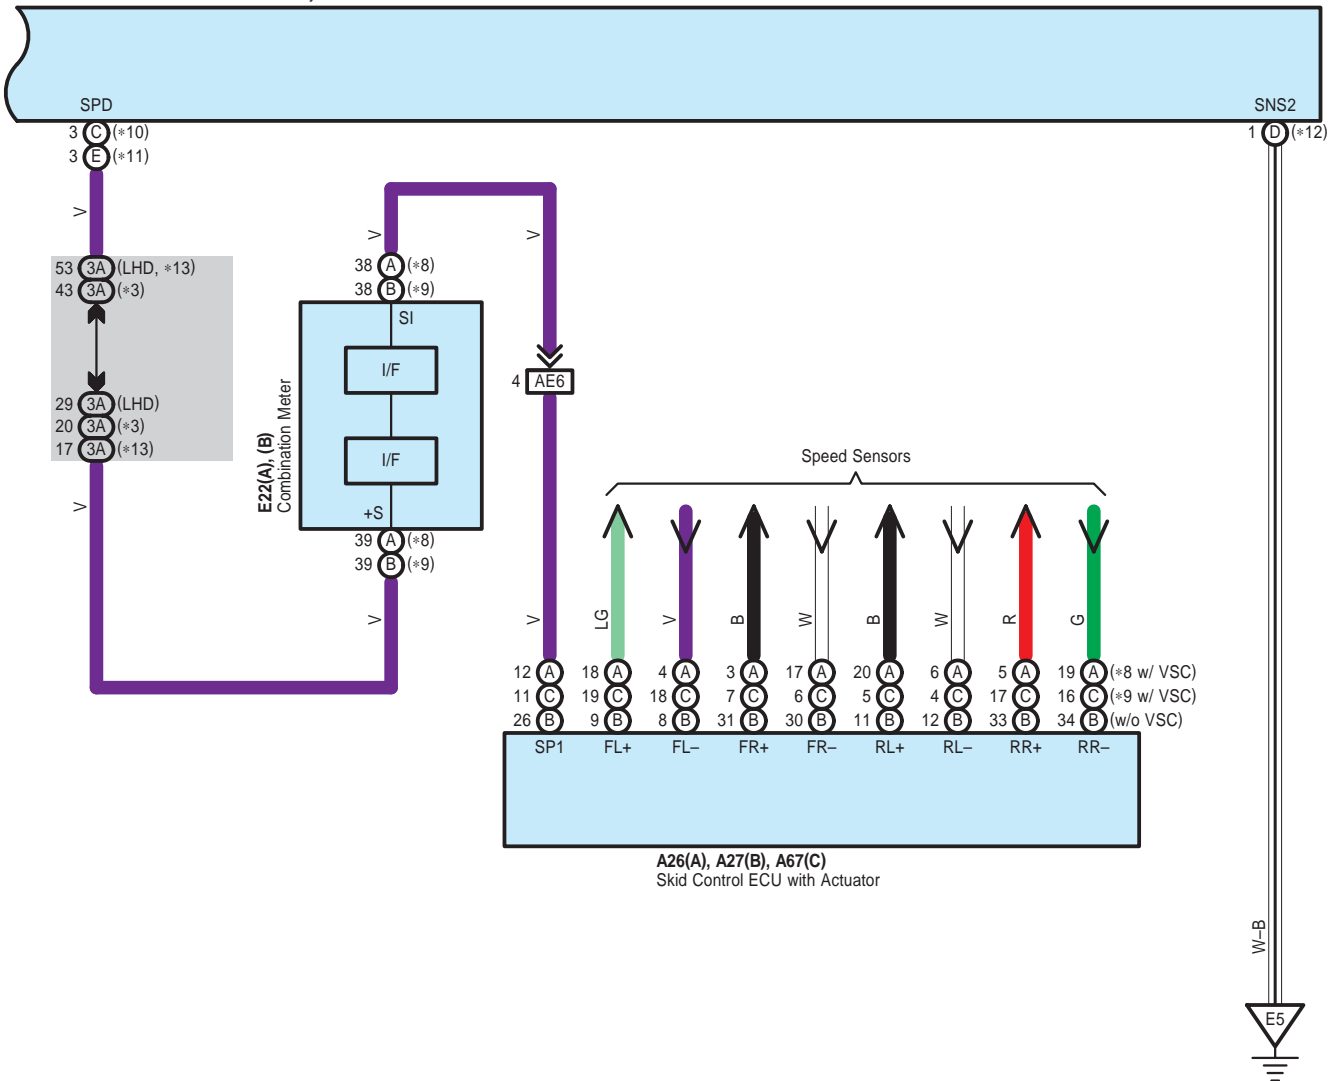 SPD
SNS2
3 C (*10)
1 D (*12)
3 E (*11)
V
V
V
53 3A (LHD, *13)
43 3A (*3)
38 A (*8)
38 B (*9)
SI
I/F
4 AE6
29 3A (LHD)
20 3A (*3)
17 3A (*13)
I/F
E22(A), (B)
Combination Meter
Speed Sensors
V
+S
39 A (*8)
39 B (*9)
V
V
LG
V
B
W
B
W
R
G
12 A 18 A 4 A 3 A 17 A 20 A 6 A 5 A 19 A (*8 w/ VSC)
11 C 19 C 18 C 7 C 6 C 5 C 4 C 17 C 16 C (*9 w/ VSC)
26 B 9 B 8 B 31 B 30 B 11 B 12 B 33 B 34 B (w/o VSC)
SP1 FL+ FL– FR+ FR– RL+ RL– RR+ RR–
A26(A), A27(B), A67(C)
Skid Control ECU with Actuator
W–B
E5